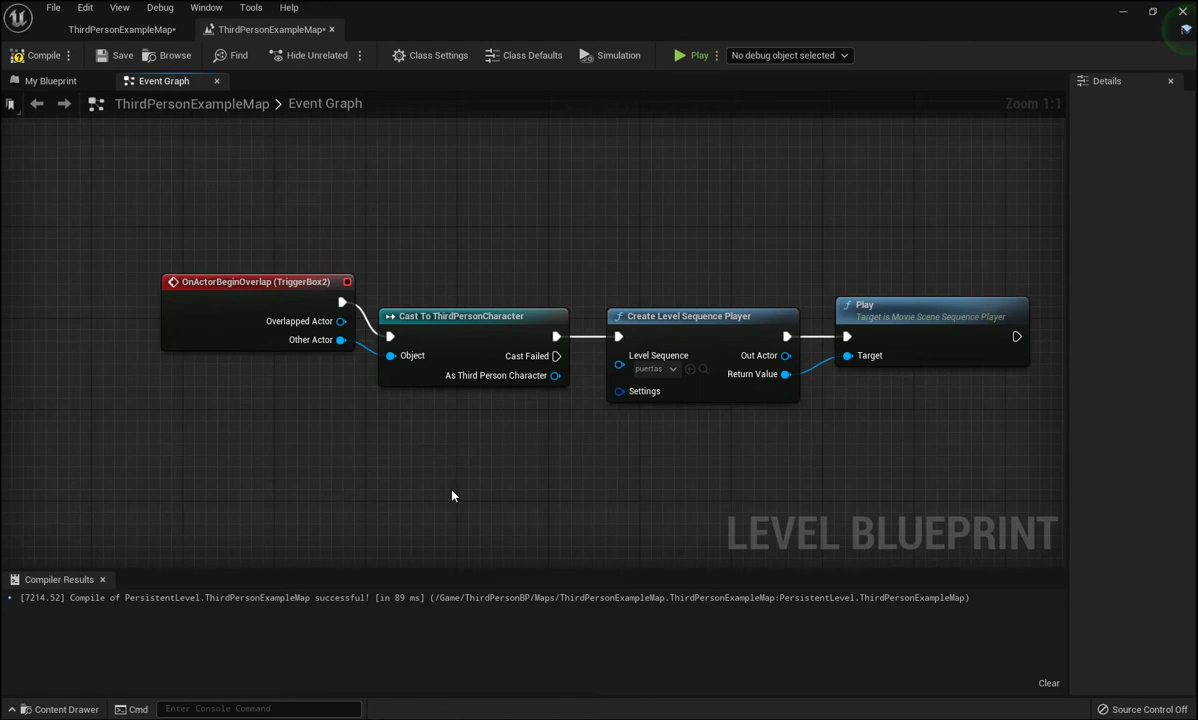 File Edit View Debug Window Tools Help
ThirdPersonExampleMap* ThirdPersonExampleMap*
Compile Save Browse Find Hide Unrelated Class Settings Class Defaults Simulation Play No debug object selected
My Blueprint Event Graph Details
ThirdPersonExampleMap > Event Graph Zoom 1:1
OnActorBeginOverlap (TriggerBox2)
Overlapped Actor
Other Actor
Cast To ThirdPersonCharacter
Object Cast Failed
As Third Person Character
Create Level Sequence Player
Level Sequence Out Actor
puertas Return Value
Settings
Play
Target is Movie Scene Sequence Player
Target
LEVEL BLUEPRINT
Compiler Results
[7214.52] Compile of PersistentLevel.ThirdPersonExampleMap successful! [in 89 ms] (/Game/ThirdPersonBP/Maps/ThirdPersonExampleMap.ThirdPersonExampleMap:PersistentLevel.ThirdPersonExampleMap)
Clear
Content Drawer Cmd Enter Console Command Source Control Off